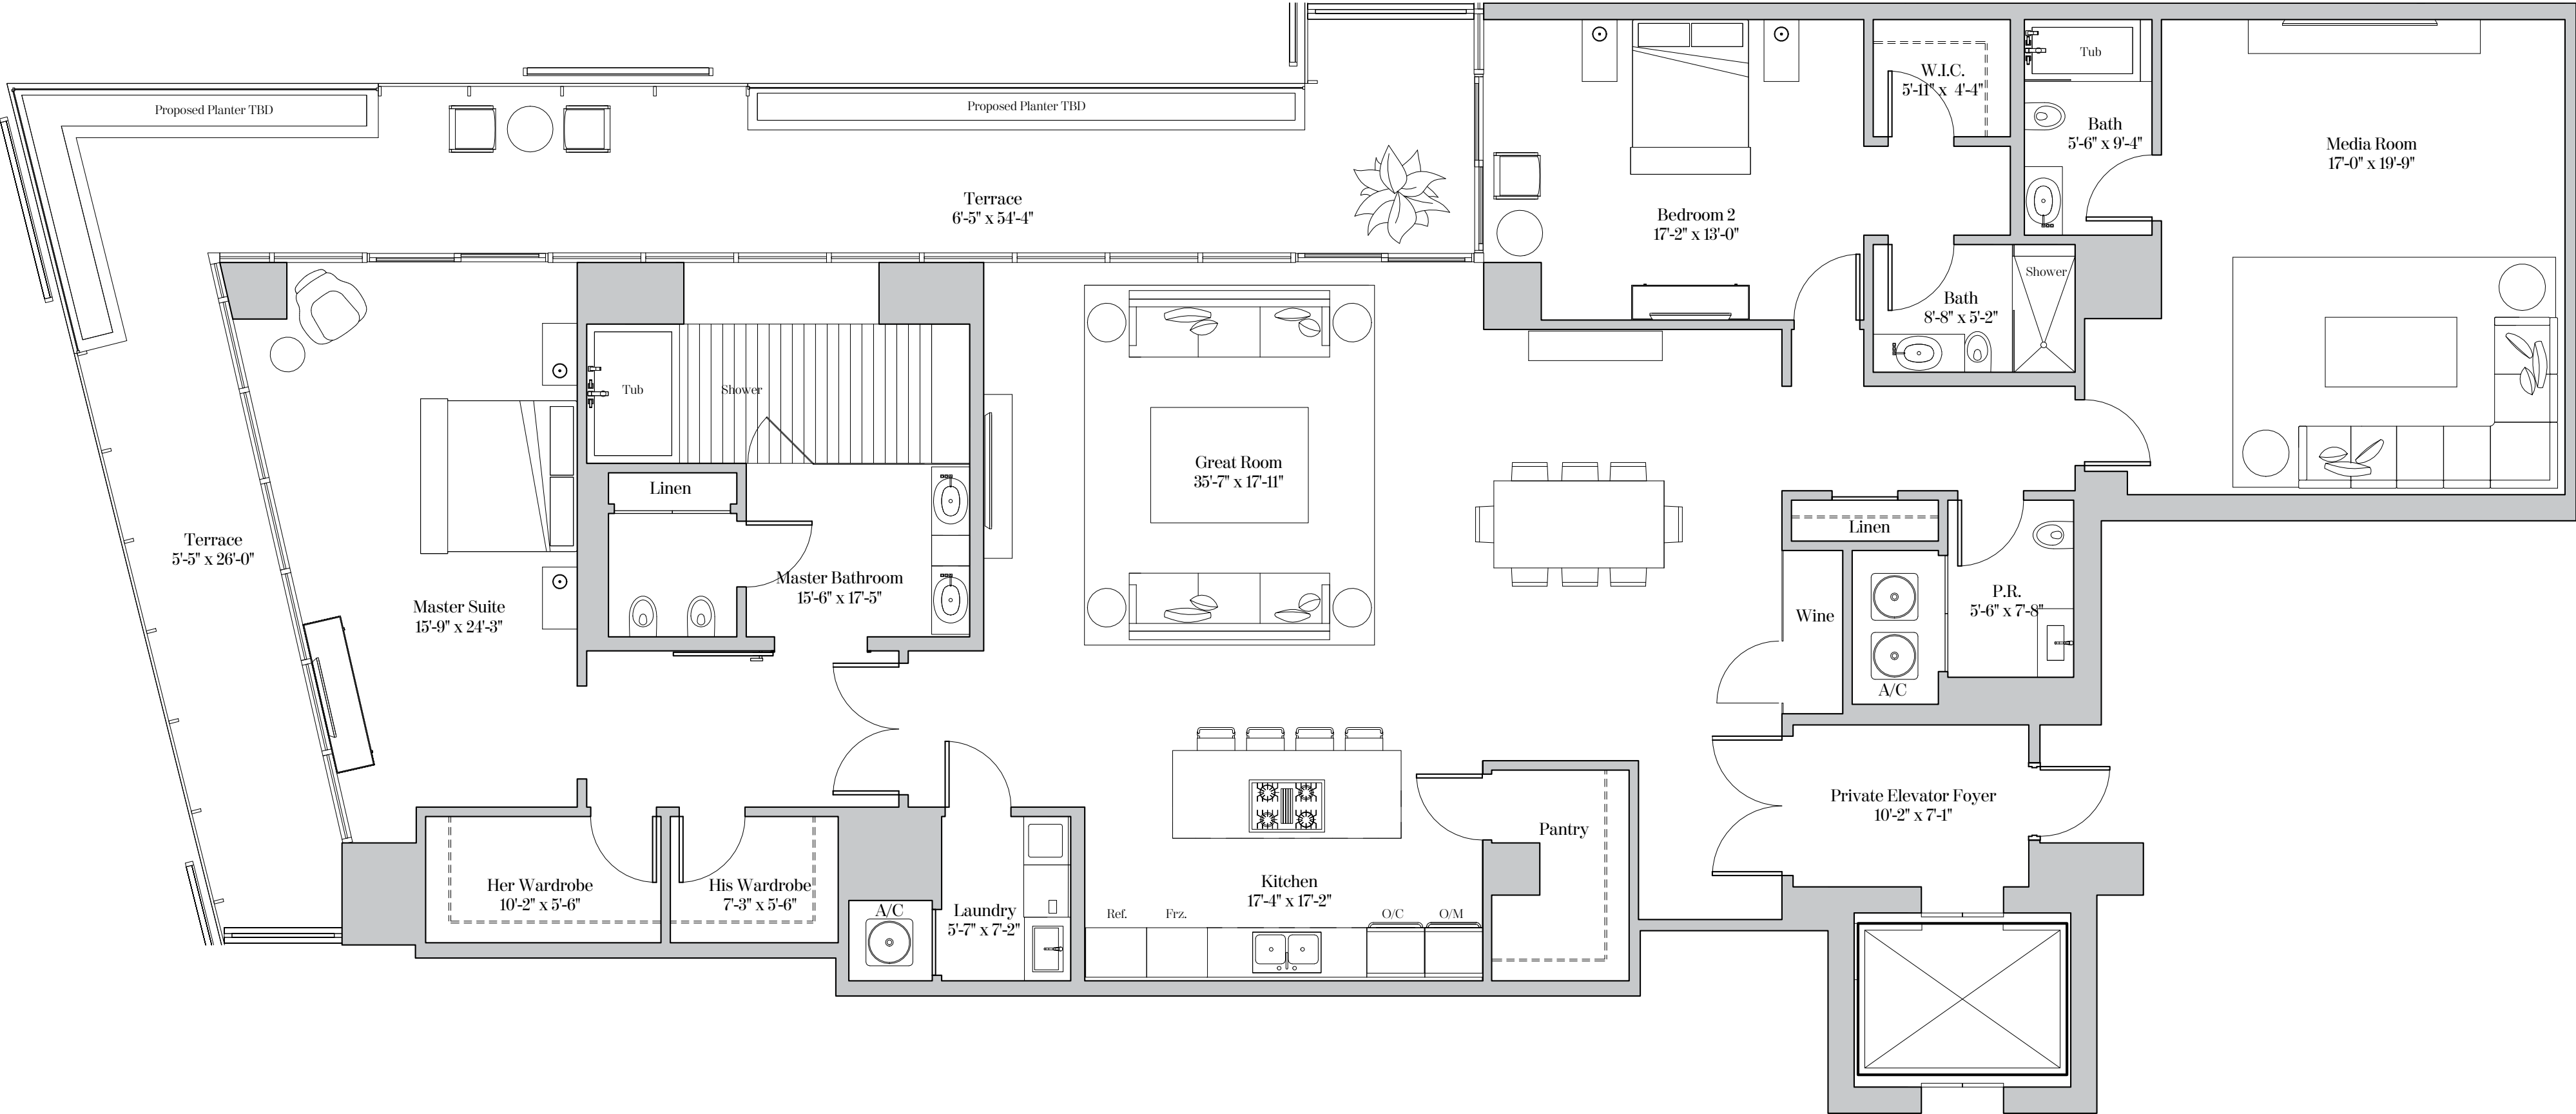 Proposed Planter TBD
Proposed Planter TBD
Terrace
6'-5" x 54'-4"
Bedroom 2
17'-2" x 13'-0"
W.I.C.
5'-11" x 4'-4"
Tub
Bath
5'-6" x 9'-4"
Media Room
17'-0" x 19'-9"
Shower
Bath
8'-8" x 5'-2"
Tub
Shower
Linen
Great Room
35'-7" x 17'-11"
Terrace
5'-5" x 26'-0"
Master Suite
15'-9" x 24'-3"
Master Bathroom
15'-6" x 17'-5"
Linen
Wine
P.R.
5'-6" x 7'-8"
A/C
Private Elevator Foyer
10'-2" x 7'-1"
Pantry
Her Wardrobe
10'-2" x 5'-6"
His Wardrobe
7'-3" x 5'-6"
A/C
Laundry
5'-7" x 7'-2"
Kitchen
17'-4" x 17'-2"
Ref.
Frz.
O/C
O/M